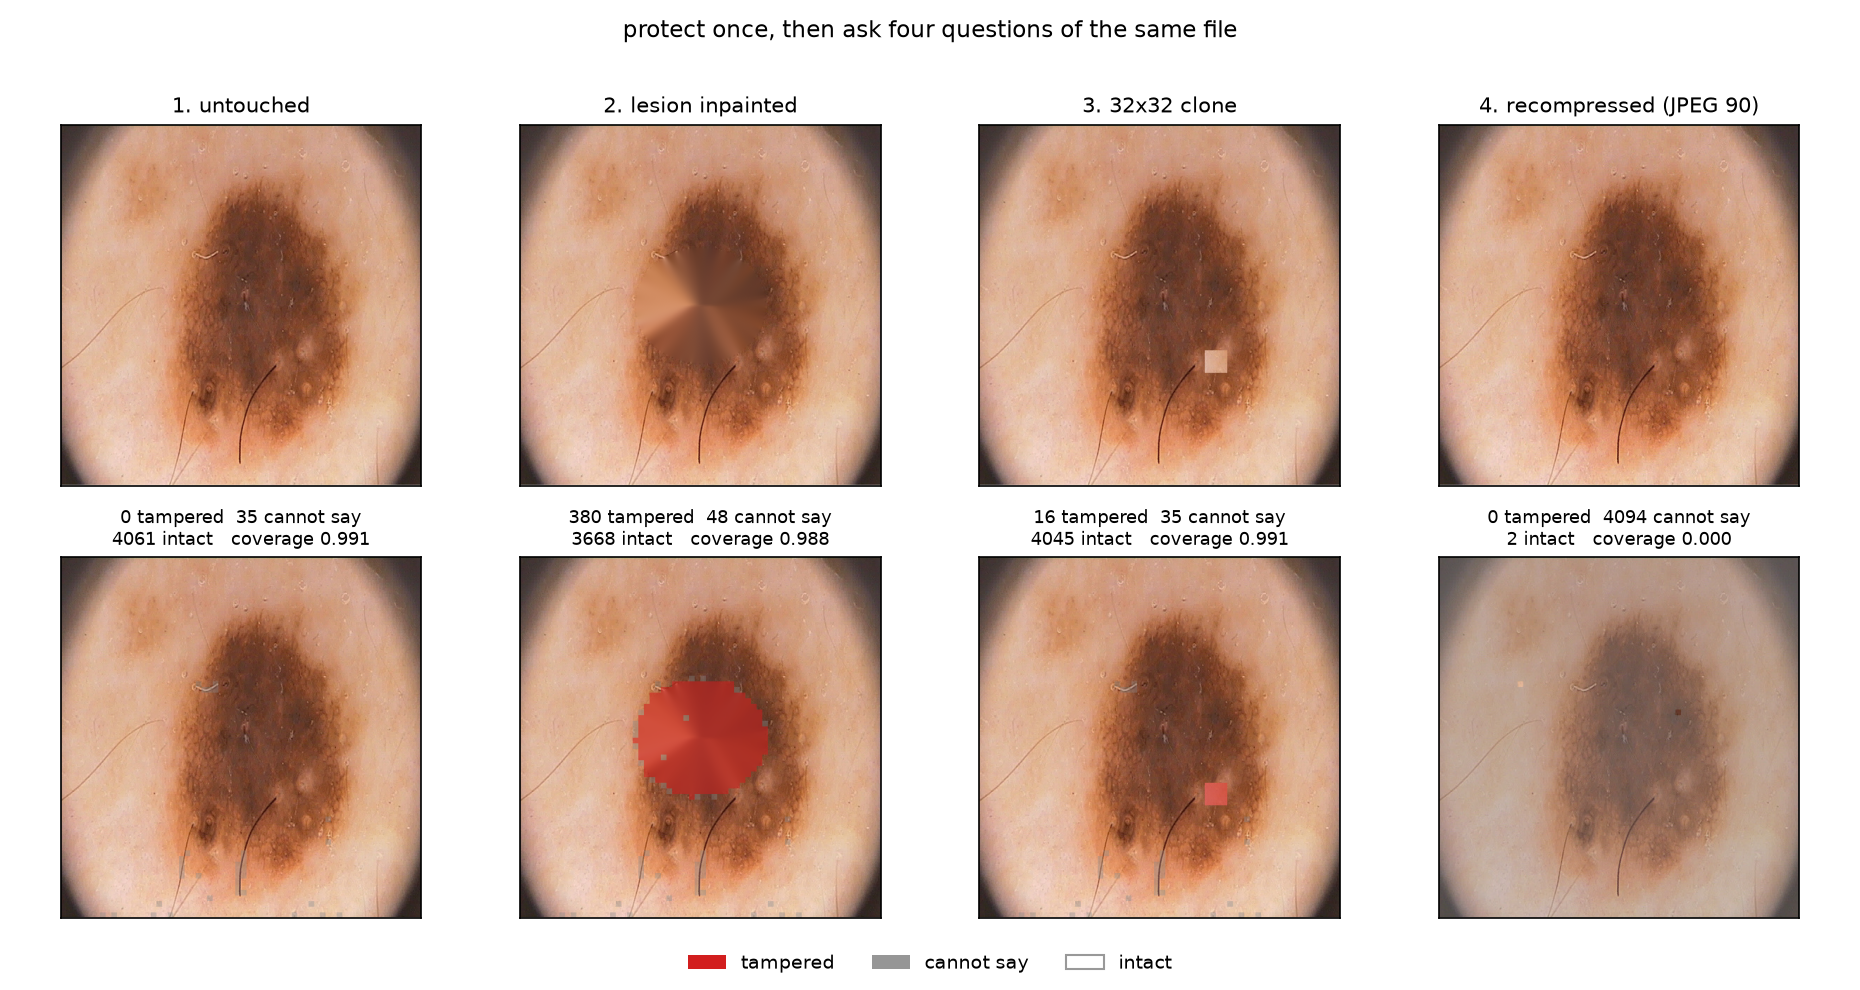 protect once, then ask four questions of the same file
1. untouched
2. lesion inpainted
3. 32x32 clone
4. recompressed (JPEG 90)
0 tampered  35 cannot say
4061 intact   coverage 0.991
380 tampered  48 cannot say
3668 intact   coverage 0.988
16 tampered  35 cannot say
4045 intact   coverage 0.991
0 tampered  4094 cannot say
2 intact   coverage 0.000
tampered
cannot say
intact